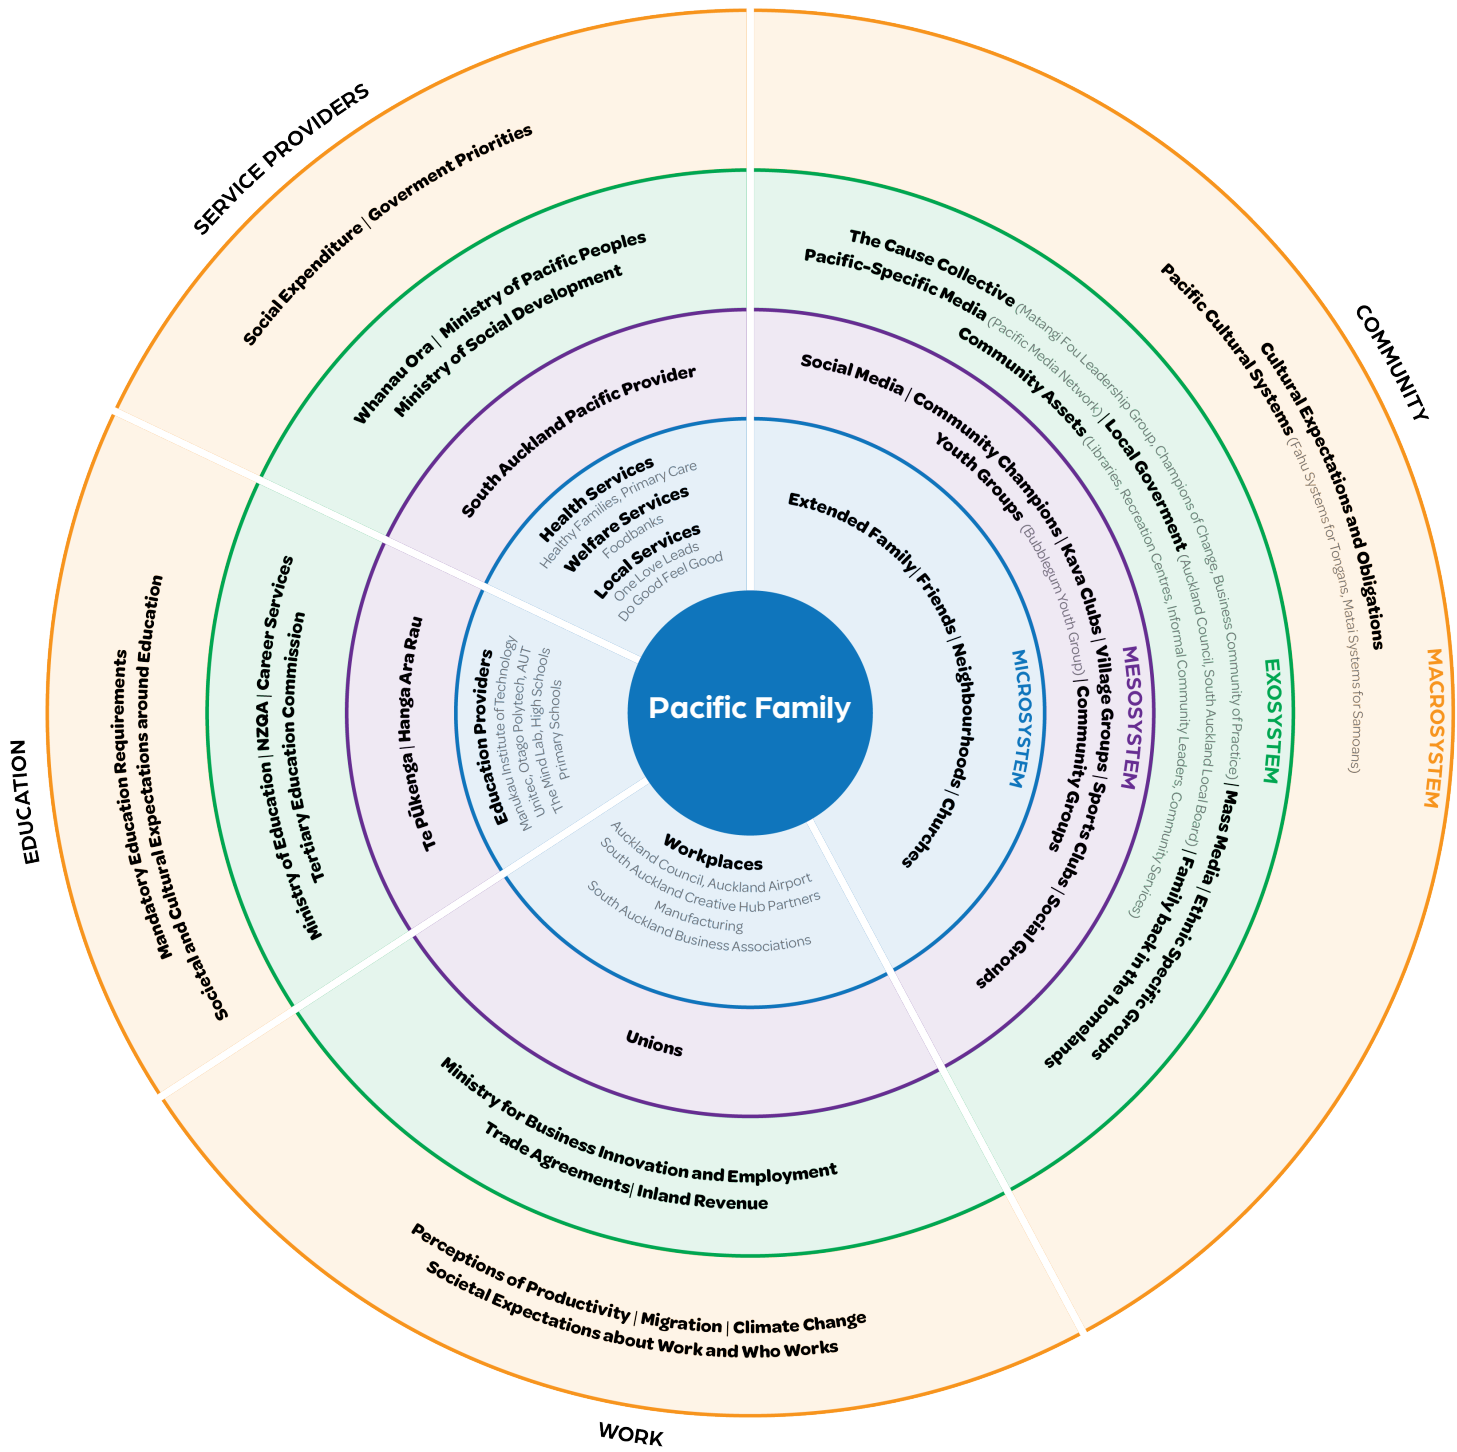 SERVICE PROVIDERS
Social Expenditure | Goverment Priorities
Whanau Ora | Ministry of Pacific Peoples
Ministry of Social Development
South Auckland Pacific Provider
Health Services
Healthy Families, Primary Care
Welfare Services
Foodbanks
Local Services
One Love Leads
Do Good Feel Good
COMMUNITY
Cultural Expectations and Obligations
Pacific Cultural Systems (Fahu Systems for Tongans, Matai Systems for Samoans)
The Cause Collective (Matangi Fou Leadership Group, Champions of Change, Business Community of Practice) | Mass Media | Ethnic Specific Groups
Pacific-Specific Media (Pacific Media Network) | Local Goverment (Auckland Council, South Auckland Local Board) | Family back in the homelands
Community Assets (Libraries, Recreation Centres, Informal Community Leaders, Community Services)
Social Media | Community Champions | Kava Clubs | Village Groups | Sports Clubs | Social Groups
Youth Groups (Bubblegum Youth Group) | Community Groups
Extended Family | Friends | Neighbourhoods | Churches
MICROSYSTEM
MESOSYSTEM
EXOSYSTEM
MACROSYSTEM
Pacific Family
EDUCATION
Mandatory Education Requirements
Societal and Cultural Expectations around Education
Ministry of Education | NZQA | Career Services
Tertiary Education Commission
Te Pūkenga | Hanga Ara Rau
Education Providers
Manukau Institute of Technology
Unitec, Otago Polytech, AUT
The Mind Lab, High Schools
Primary Schools
Workplaces
Auckland Council, Auckland Airport
South Auckland Creative Hub Partners
Manufacturing
South Auckland Business Associations
Unions
Ministry for Business Innovation and Employment
Trade Agreements | Inland Revenue
Perceptions of Productivity | Migration | Climate Change
Societal Expectations about Work and Who Works
WORK